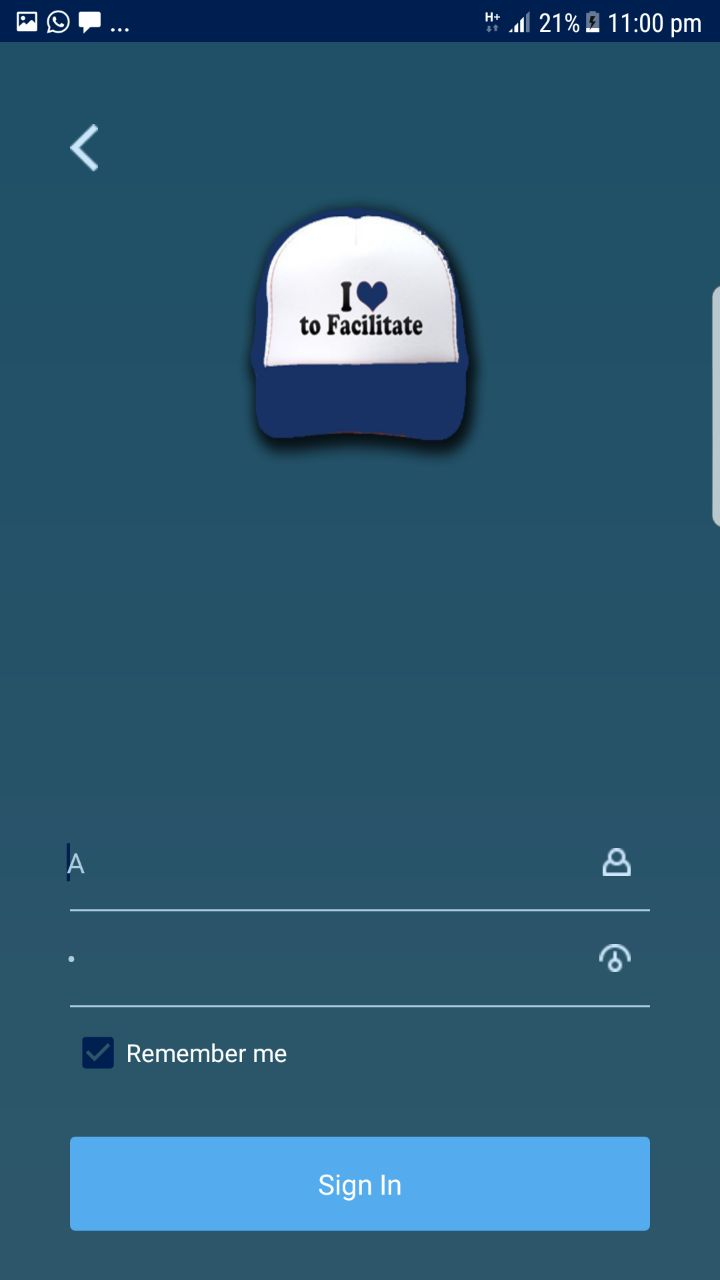 ... H+ 21% 11:00 pm
I
to Facilitate
A
•
Remember me
Sign In